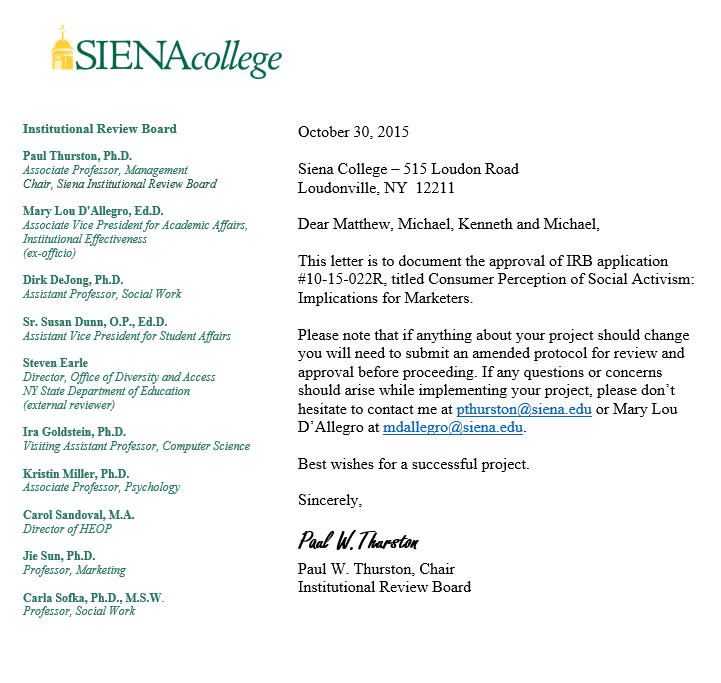 SIENAcollege
Institutional Review Board
Paul Thurston, Ph.D.
Associate Professor, Management
Chair, Siena Institutional Review Board
Mary Lou D'Allegro, Ed.D.
Associate Vice President for Academic Affairs,
Institutional Effectiveness
(ex-officio)
Dirk DeJong, Ph.D.
Assistant Professor, Social Work
Sr. Susan Dunn, O.P., Ed.D.
Assistant Vice President for Student Affairs
Steven Earle
Director, Office of Diversity and Access
NY State Department of Education
(external reviewer)
Ira Goldstein, Ph.D.
Visiting Assistant Professor, Computer Science
Kristin Miller, Ph.D.
Associate Professor, Psychology
Carol Sandoval, M.A.
Director of HEOP
Jie Sun, Ph.D.
Professor, Marketing
Carla Sofka, Ph.D., M.S.W.
Professor, Social Work
October 30, 2015
Siena College – 515 Loudon Road
Loudonville, NY  12211
Dear Matthew, Michael, Kenneth and Michael,
This letter is to document the approval of IRB application
#10-15-022R, titled Consumer Perception of Social Activism:
Implications for Marketers.
Please note that if anything about your project should change
you will need to submit an amended protocol for review and
approval before proceeding. If any questions or concerns
should arise while implementing your project, please don’t
hesitate to contact me at pthurston@siena.edu or Mary Lou
D’Allegro at mdallegro@siena.edu.
Best wishes for a successful project.
Sincerely,
Paul W. Thurston
Paul W. Thurston, Chair
Institutional Review Board